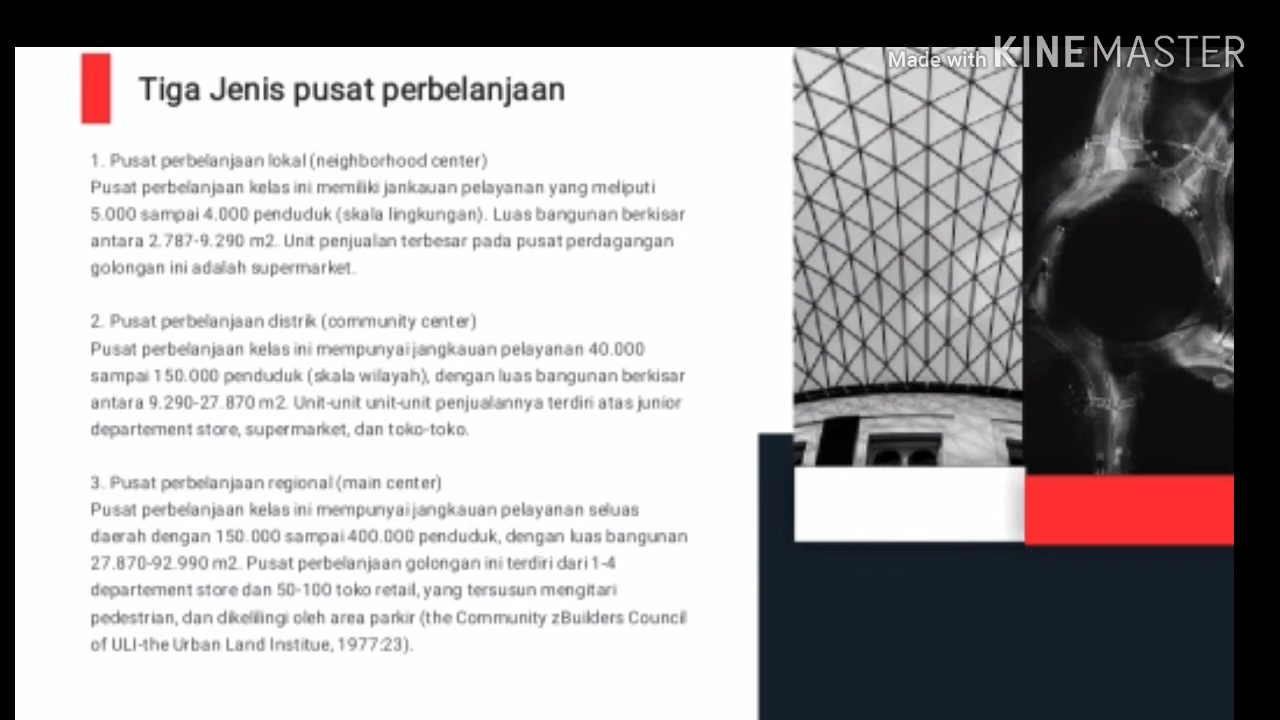 Made with KINEMASTER
Tiga Jenis pusat perbelanjaan
1. Pusat perbelanjaan lokal (neighborhood center)
Pusat perbelanjaan kelas ini memiliki jankauan pelayanan yang meliputi
5.000 sampai 4.000 penduduk (skala lingkungan). Luas bangunan berkisar
antara 2.787-9.290 m2. Unit penjualan terbesar pada pusat perdagangan
golongan ini adalah supermarket.
2. Pusat perbelanjaan distrik (community center)
Pusat perbelanjaan kelas ini mempunyai jangkauan pelayanan 40.000
sampai 150.000 penduduk (skala wilayah), dengan luas bangunan berkisar
antara 9.290-27.870 m2. Unit-unit unit-unit penjualannya terdiri atas junior
departement store, supermarket, dan toko-toko.
3. Pusat perbelanjaan regional (main center)
Pusat perbelanjaan kelas ini mempunyai jangkauan pelayanan seluas
daerah dengan 150.000 sampai 400.000 penduduk, dengan luas bangunan
27.870-92.990 m2. Pusat perbelanjaan golongan ini terdiri dari 1-4
departement store dan 50-100 toko retail, yang tersusun mengitari
pedestrian, dan dikelilingi oleh area parkir (the Community zBuilders Council
of ULI-the Urban Land Institue, 1977:23).